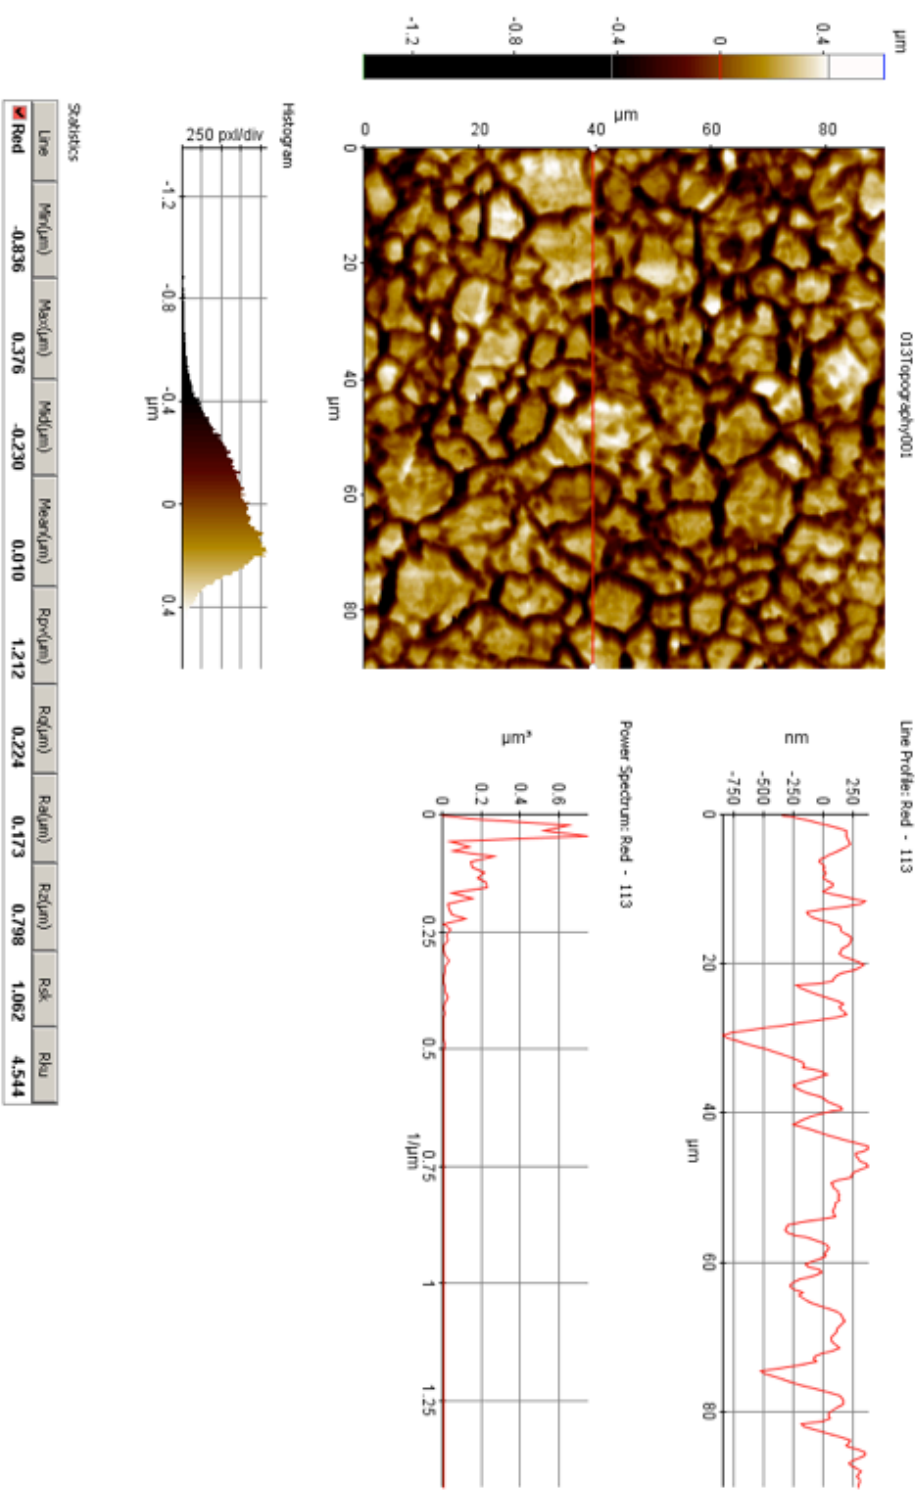 013Topography001
µm
-1.2 -0.8 -0.4 0 0.4
µm
0 20 40 60 80
0 20 40 60 80
µm
Line Profile: Red - 113
nm
-750 -500 -250 0 250
0 20 40 60 80
µm
Power Spectrum: Red - 113
µm²
0 0.2 0.4 0.6
0 0.25 0.5 0.75 1 1.25
1/µm
Histogram
250 pxl/div
-1.2 -0.8 -0.4 0 0.4
µm
Statistics
Line Min(µm) Max(µm) Mid(µm) Mean(µm) Rpv(µm) Rq(µm) Ra(µm) Rz(µm) Rsk Rku
Red -0.836 0.376 -0.230 0.010 1.212 0.224 0.173 0.798 1.062 4.544